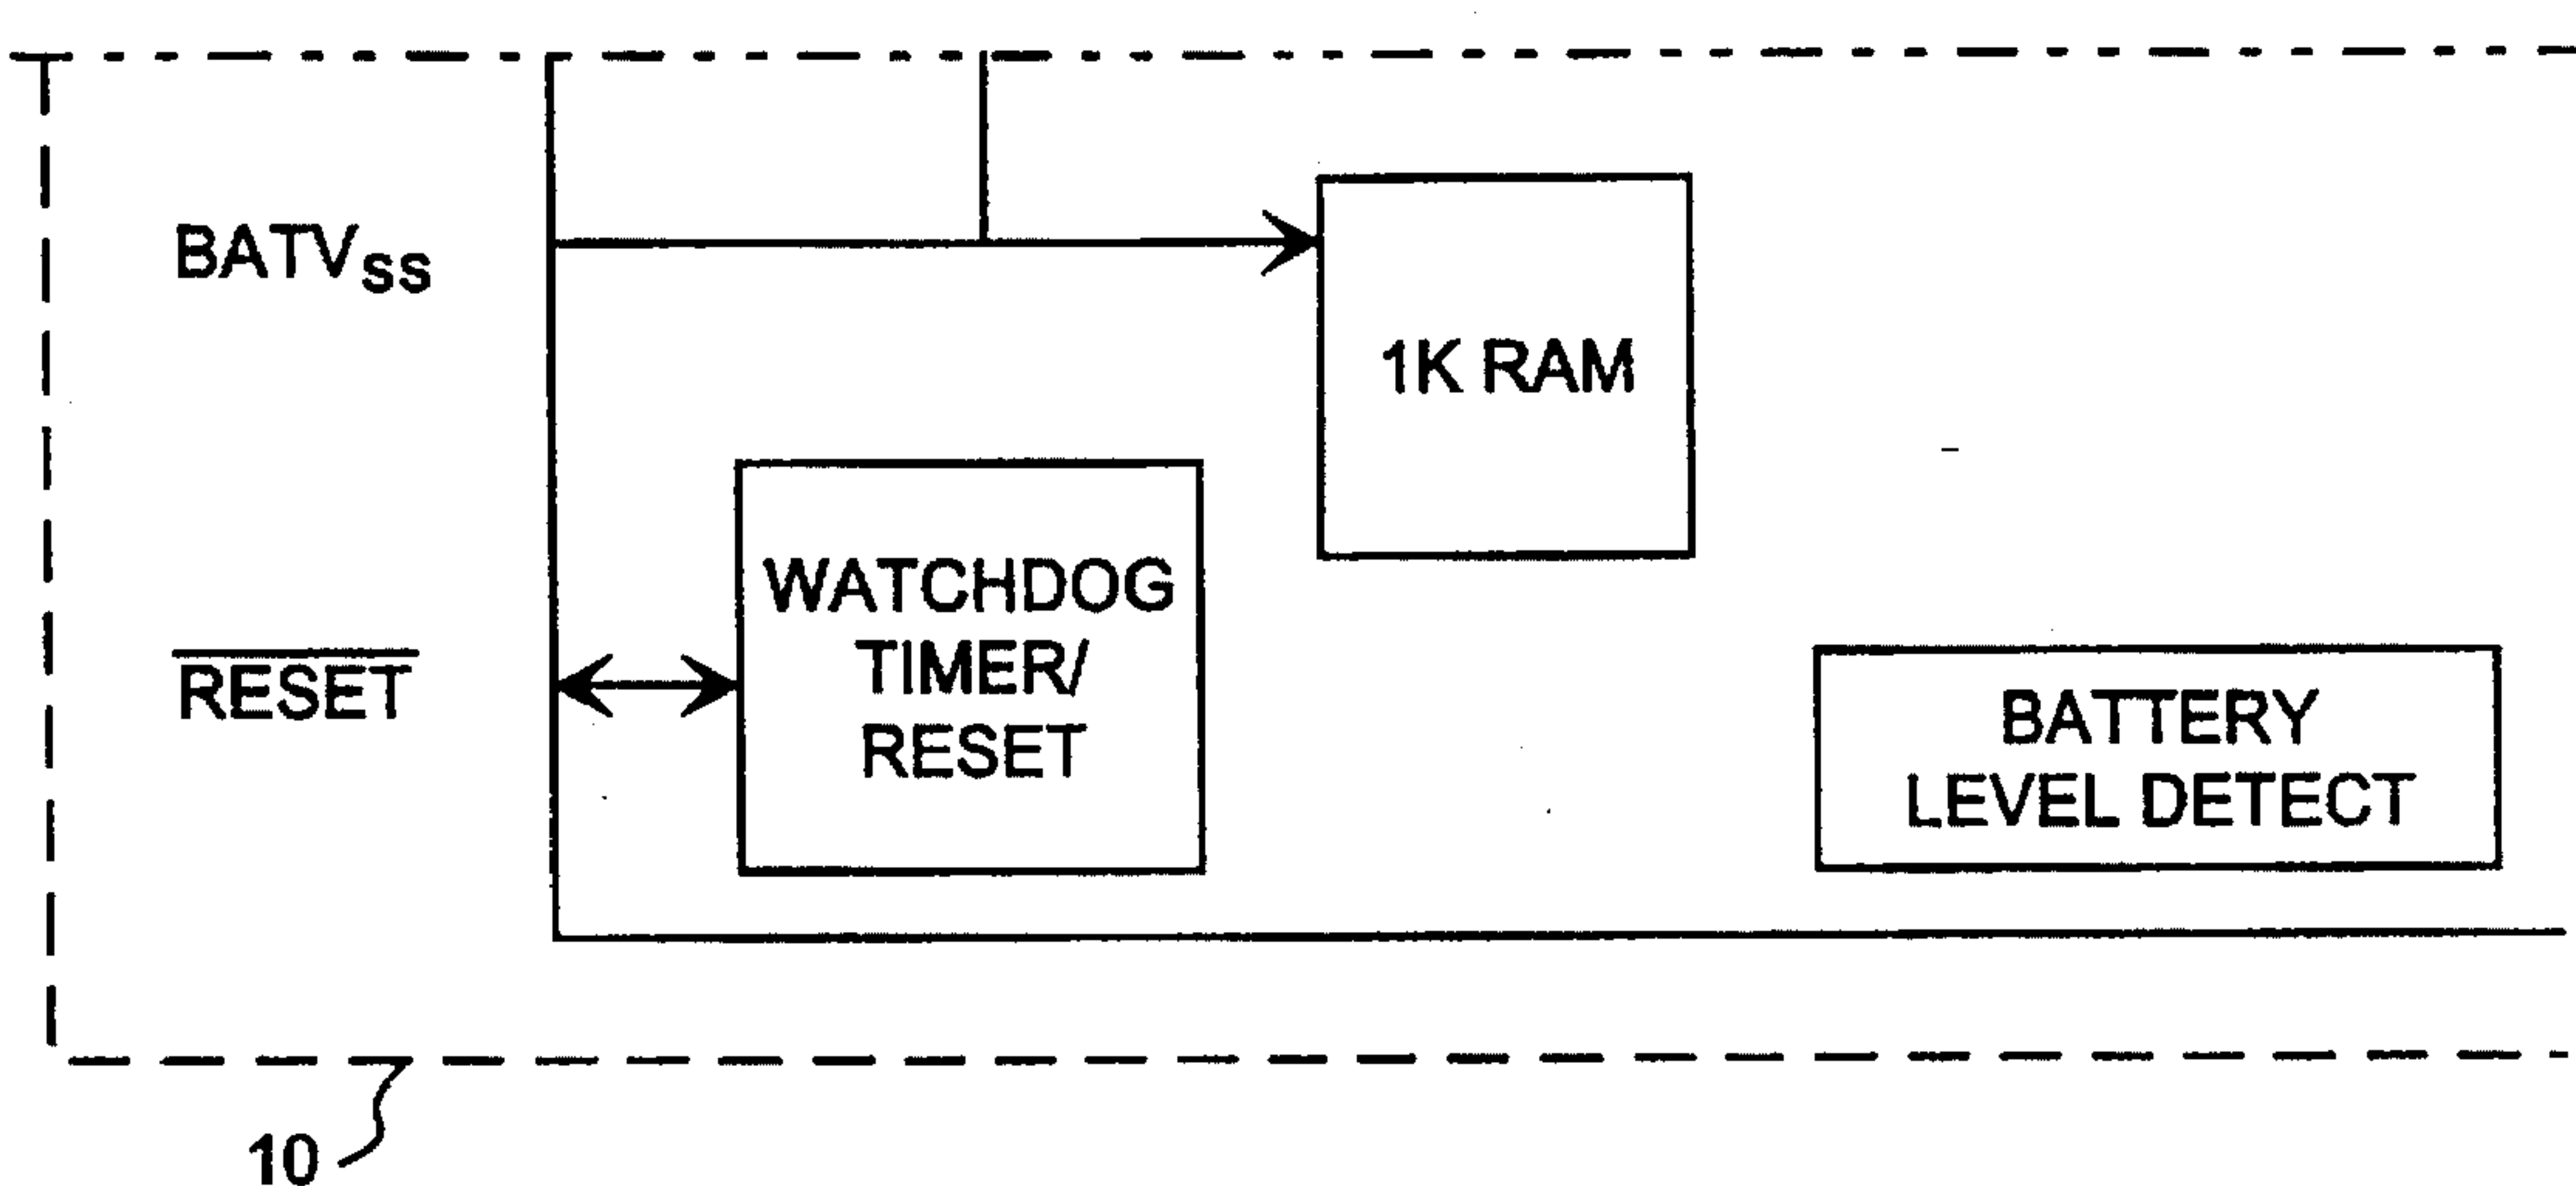 BATVSS
1K RAM
WATCHDOG
TIMER/
RESET
RESET
BATTERY
LEVEL DETECT
10